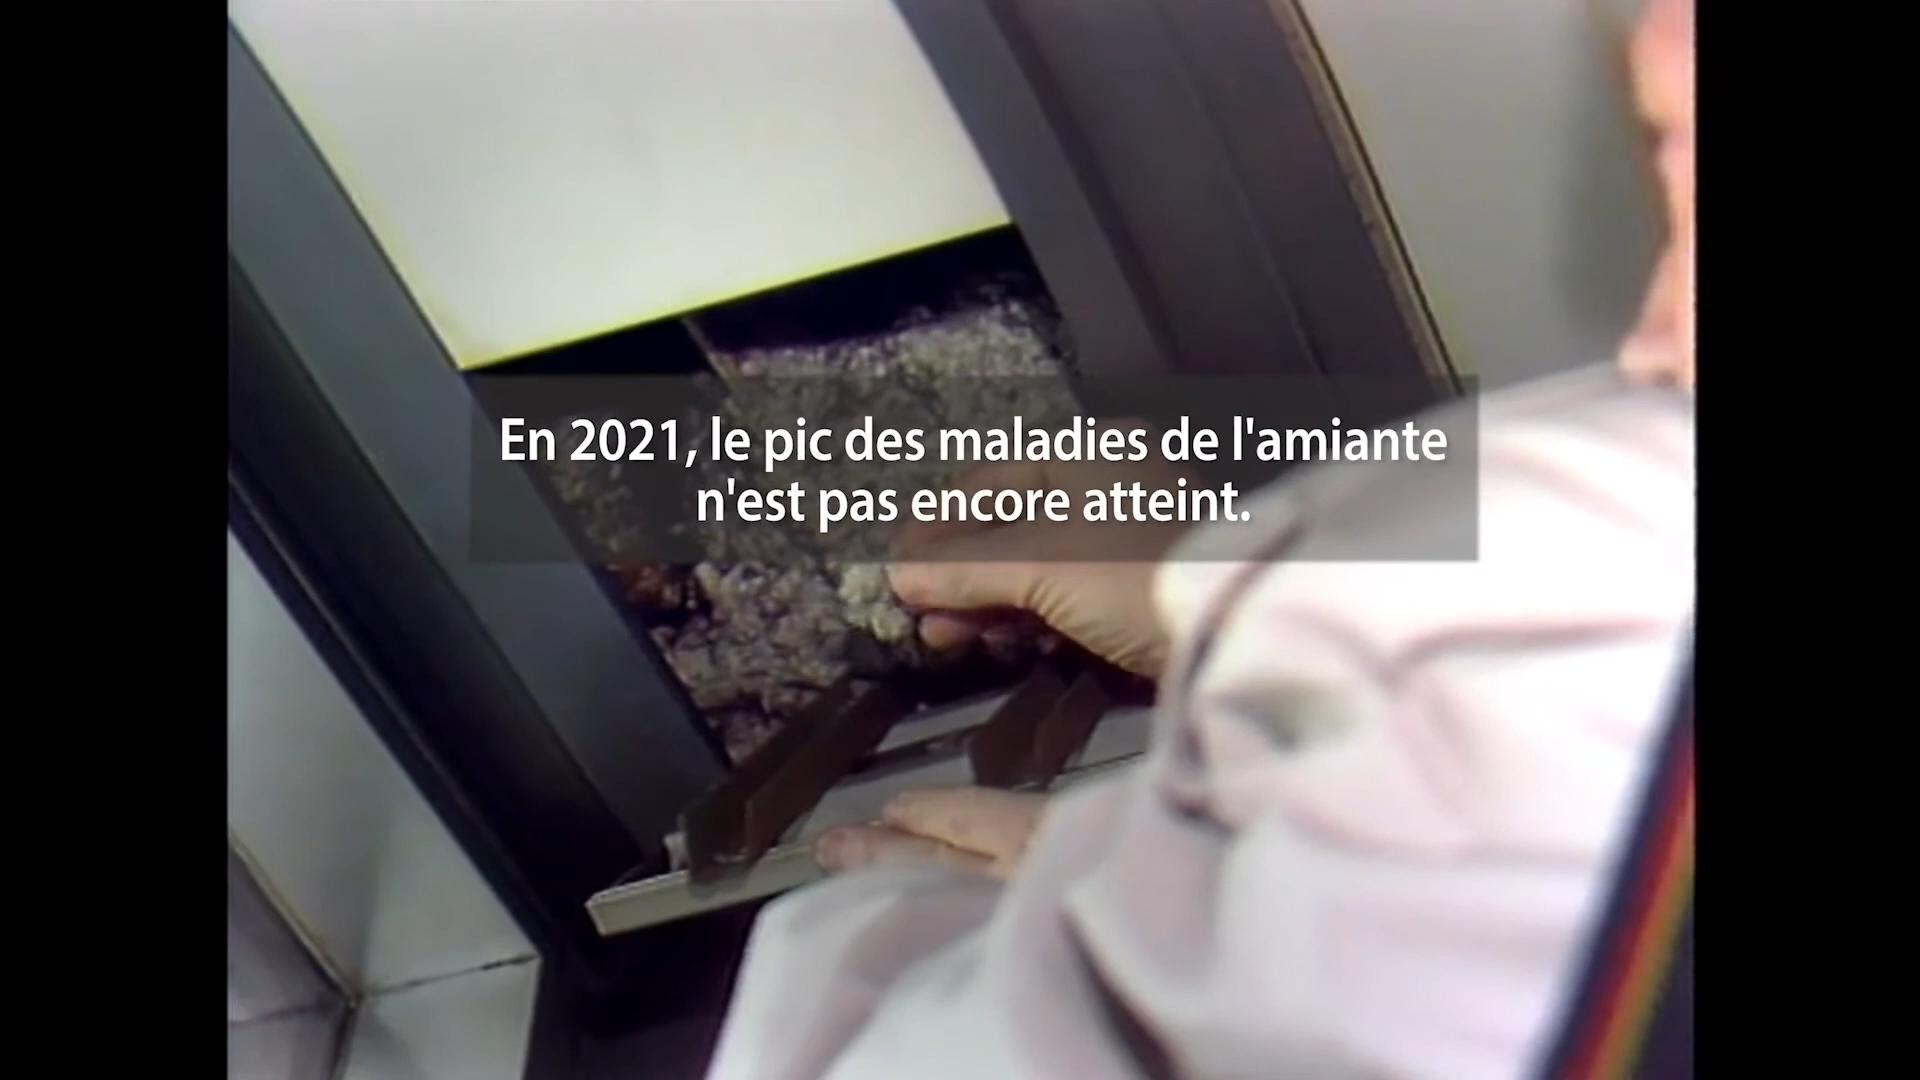 En 2021, le pic des maladies de l'amiante
n'est pas encore atteint.